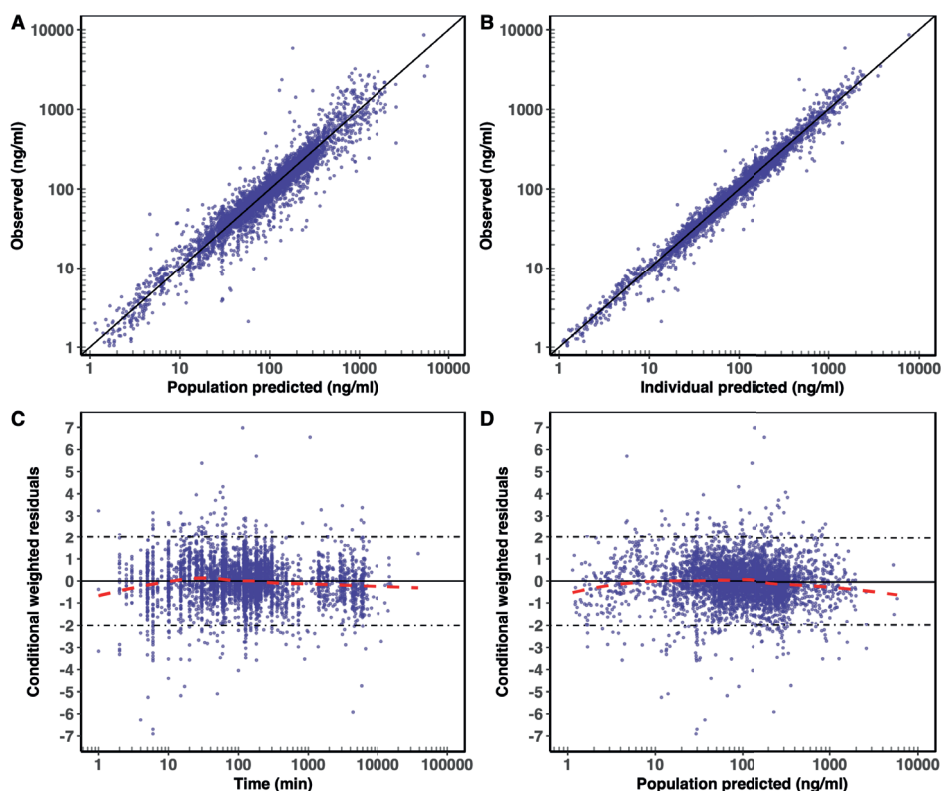 A
10000
1000
100
10
1
Observed (ng/ml)
1 10 100 1000 10000
Population predicted (ng/ml)
B
10000
1000
100
10
1
Observed (ng/ml)
1 10 100 1000 10000
Individual predicted (ng/ml)
C
7
6
5
4
3
2
1
0
-1
-2
-3
-4
-5
-6
-7
Conditional weighted residuals
1 10 100 1000 10000 100000
Time (min)
D
7
6
5
4
3
2
1
0
-1
-2
-3
-4
-5
-6
-7
Conditional weighted residuals
1 10 100 1000 10000
Population predicted (ng/ml)